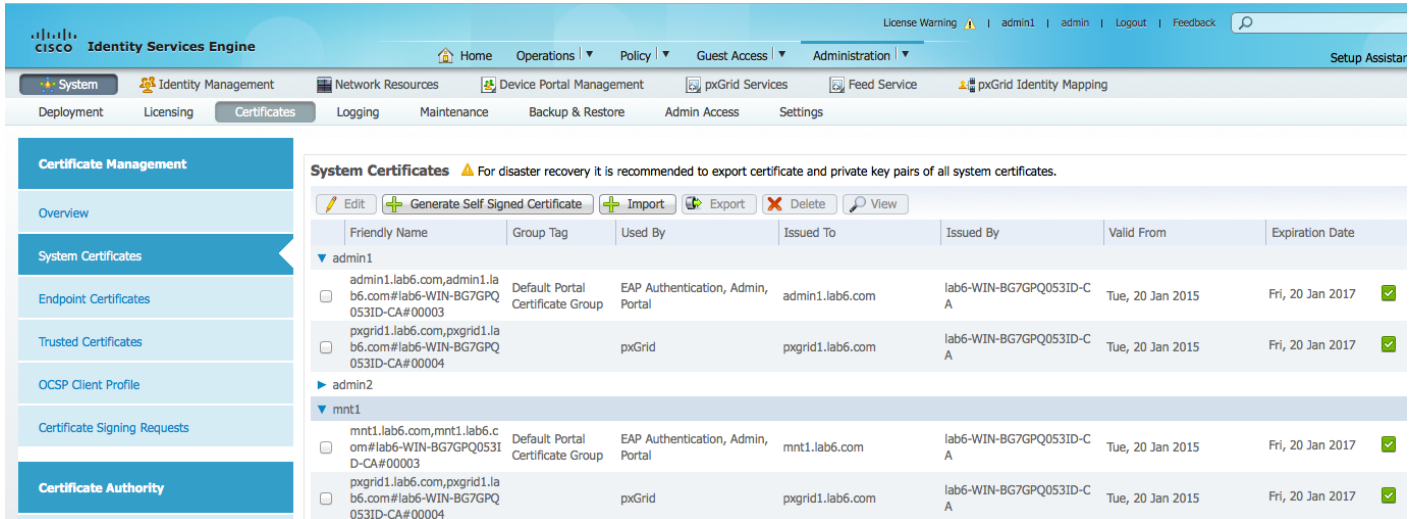 License Warning | admin1 | admin | Logout | Feedback
CISCO Identity Services Engine
Home Operations Policy Guest Access Administration Setup Assistan
System Identity Management Network Resources Device Portal Management pxGrid Services Feed Service pxGrid Identity Mapping
Deployment Licensing Certificates Logging Maintenance Backup & Restore Admin Access Settings
Certificate Management
Overview
System Certificates
Endpoint Certificates
Trusted Certificates
OCSP Client Profile
Certificate Signing Requests
Certificate Authority
System Certificates For disaster recovery it is recommended to export certificate and private key pairs of all system certificates.
Edit Generate Self Signed Certificate Import Export Delete View
Friendly Name Group Tag Used By Issued To Issued By Valid From Expiration Date
admin1
admin1.lab6.com,admin1.la
b6.com#lab6-WIN-BG7GPQ
053ID-CA#00003
Default Portal
Certificate Group
EAP Authentication, Admin,
Portal
admin1.lab6.com
lab6-WIN-BG7GPQ053ID-C
A
Tue, 20 Jan 2015
Fri, 20 Jan 2017
pxgrid1.lab6.com,pxgrid1.la
b6.com#lab6-WIN-BG7GPQ
053ID-CA#00004
pxGrid
pxgrid1.lab6.com
lab6-WIN-BG7GPQ053ID-C
A
Tue, 20 Jan 2015
Fri, 20 Jan 2017
admin2
mnt1
mnt1.lab6.com,mnt1.lab6.c
om#lab6-WIN-BG7GPQ053I
D-CA#00003
Default Portal
Certificate Group
EAP Authentication, Admin,
Portal
mnt1.lab6.com
lab6-WIN-BG7GPQ053ID-C
A
Tue, 20 Jan 2015
Fri, 20 Jan 2017
pxgrid1.lab6.com,pxgrid1.la
b6.com#lab6-WIN-BG7GPQ
053ID-CA#00004
pxGrid
pxgrid1.lab6.com
lab6-WIN-BG7GPQ053ID-C
A
Tue, 20 Jan 2015
Fri, 20 Jan 2017